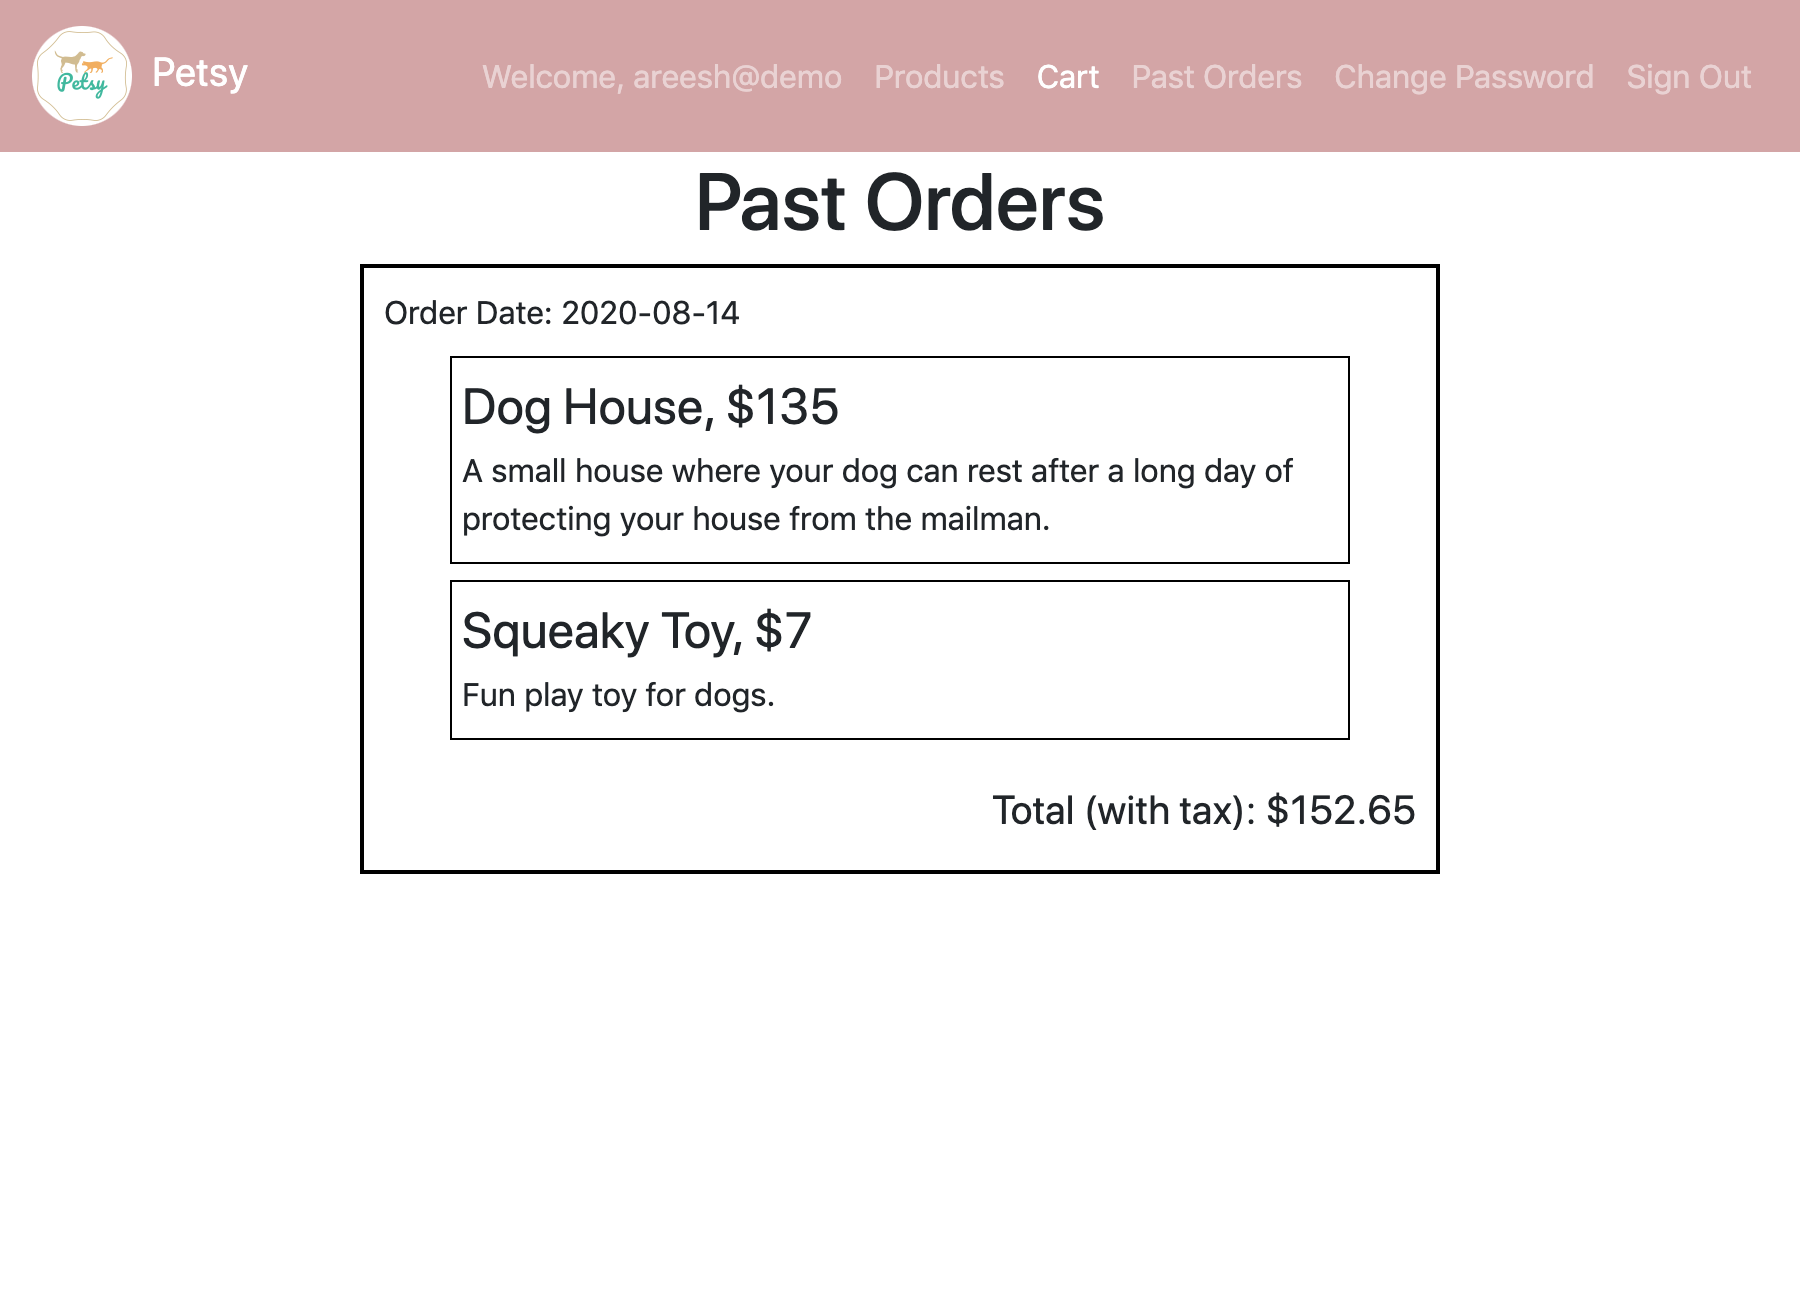 Petsy
Petsy
Welcome, areesh@demo Products Cart Past Orders Change Password Sign Out
Past Orders
Order Date: 2020-08-14
Dog House, $135
A small house where your dog can rest after a long day of
protecting your house from the mailman.
Squeaky Toy, $7
Fun play toy for dogs.
Total (with tax): $152.65